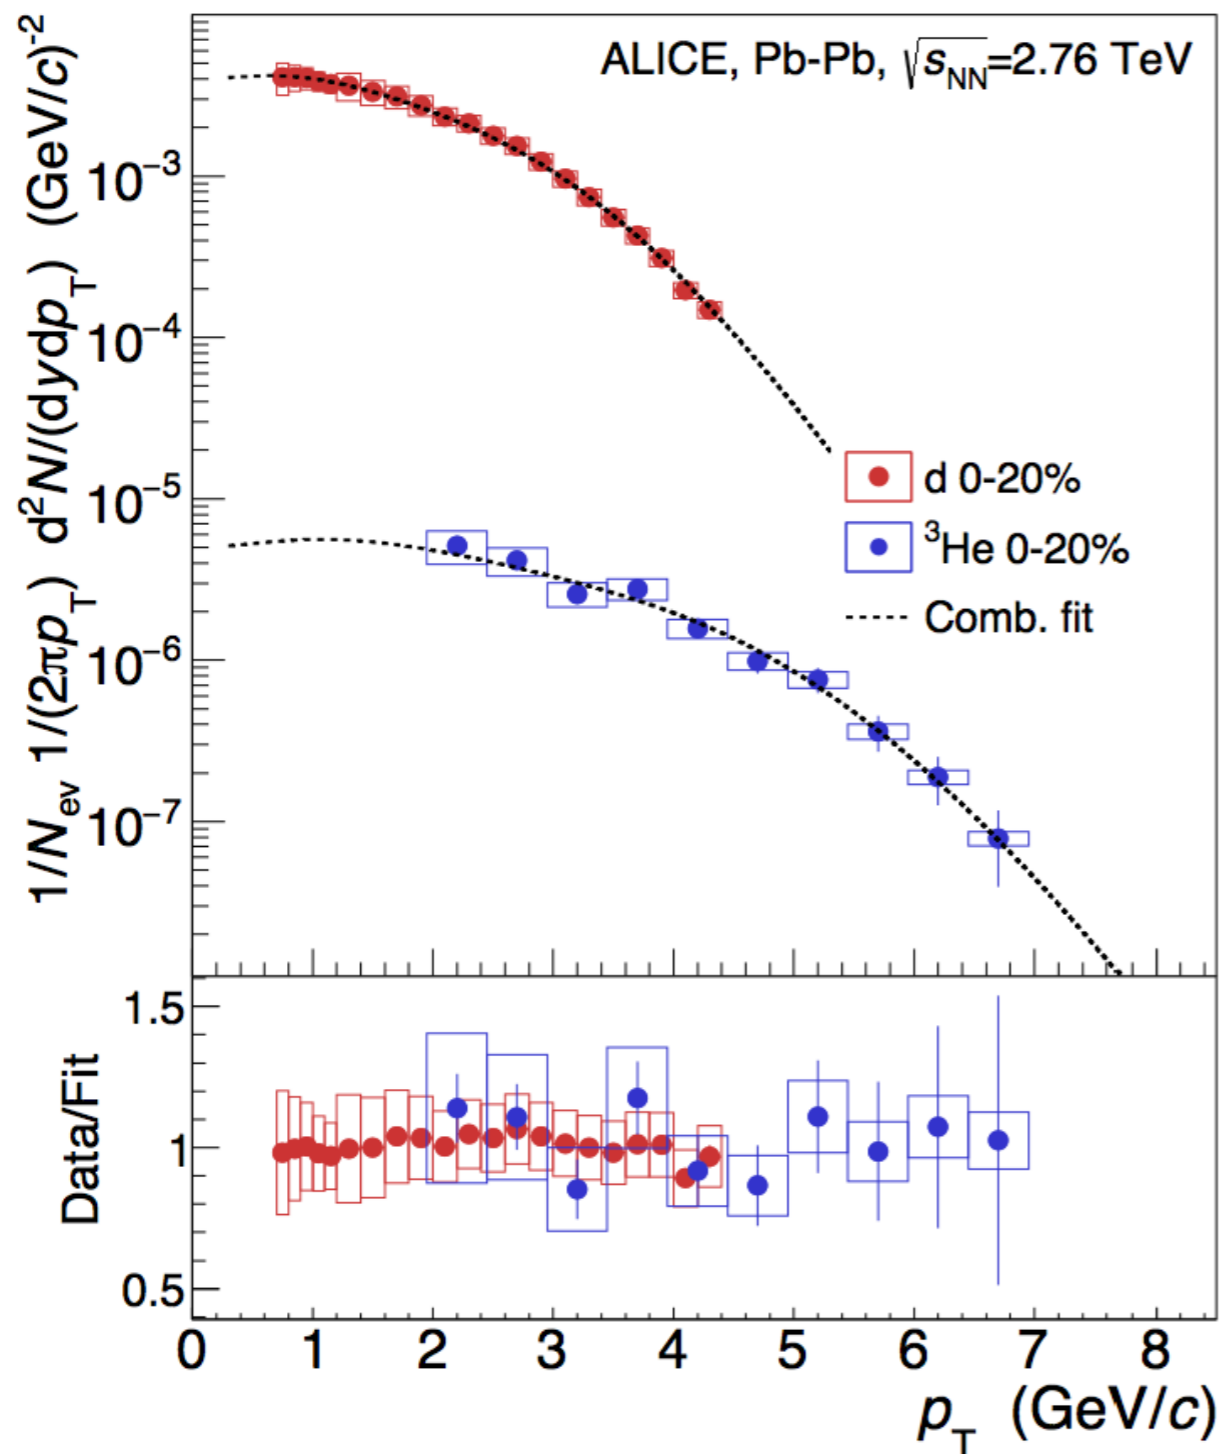 ALICE, Pb-Pb, √sNN=2.76 TeV
1/Nev 1/(2πpT) d²N/(dydpT) (GeV/c)⁻²
10⁻³
10⁻⁴
10⁻⁵
10⁻⁶
10⁻⁷
d 0-20%
³He 0-20%
Comb. fit
Data/Fit
1.5
1
0.5
0 1 2 3 4 5 6 7 8
pT (GeV/c)